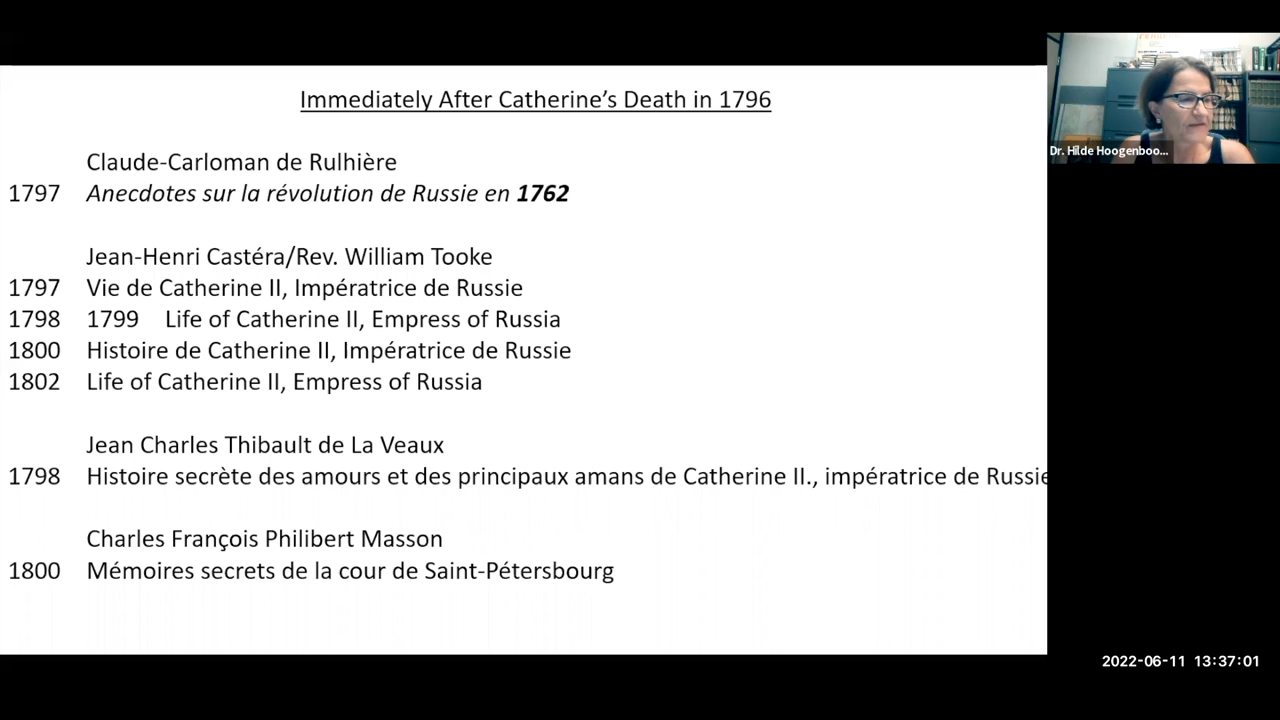 Immediately After Catherine's Death in 1796
Claude-Carloman de Rulhière
1797 Anecdotes sur la révolution de Russie en 1762
Jean-Henri Castéra/Rev. William Tooke
1797 Vie de Catherine II, Impératrice de Russie
1798 1799 Life of Catherine II, Empress of Russia
1800 Histoire de Catherine II, Impératrice de Russie
1802 Life of Catherine II, Empress of Russia
Jean Charles Thibault de La Veaux
1798 Histoire secrète des amours et des principaux amans de Catherine II., impératrice de Russie
Charles François Philibert Masson
1800 Mémoires secrets de la cour de Saint-Pétersbourg
Dr. Hilde Hoogenboo...
2022-06-11 13:37:01